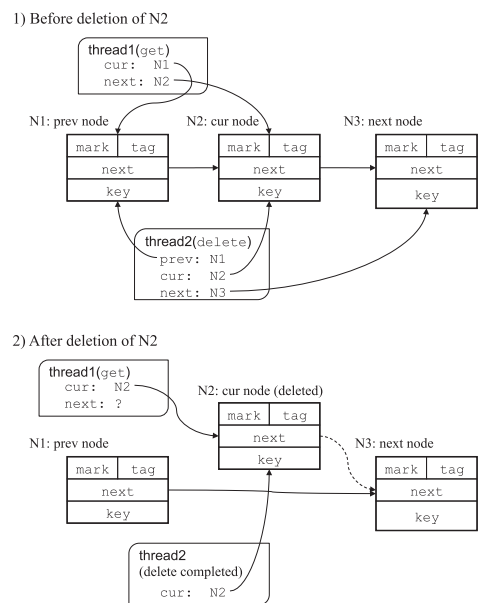 1) Before deletion of N2
thread1(get)
cur: N1
next: N2
N1: prev node
N2: cur node
N3: next node
mark tag
next
key
mark tag
next
key
mark tag
next
key
thread2(delete)
prev: N1
cur: N2
next: N3
2) After deletion of N2
thread1(get)
cur: N2
next: ?
N2: cur node (deleted)
mark tag
next
key
N1: prev node
mark tag
next
key
N3: next node
mark tag
next
key
thread2
(delete completed)
cur: N2